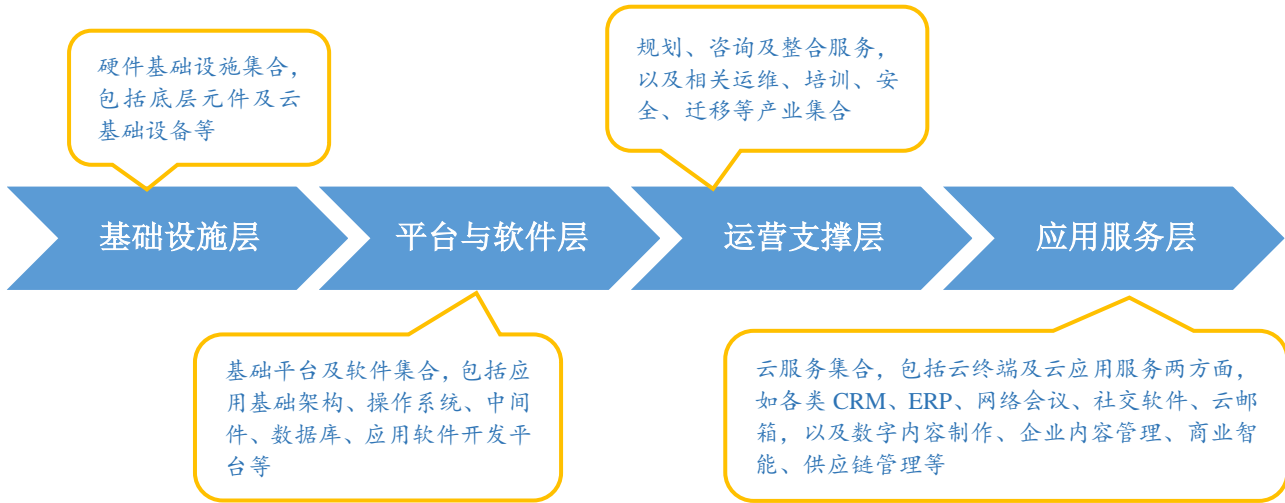 硬件基础设施集合，
包括底层元件及云
基础设备等
规划、咨询及整合服务，
以及相关运维、培训、安
全、迁移等产业集合
基础设施层
平台与软件层
运营支撑层
应用服务层
基础平台及软件集合，包括应
用基础架构、操作系统、中间
件、数据库、应用软件开发平
台等
云服务集合，包括云终端及云应用服务两方面，
如各类 CRM、ERP、网络会议、社交软件、云邮
箱，以及数字内容制作、企业内容管理、商业智
能、供应链管理等